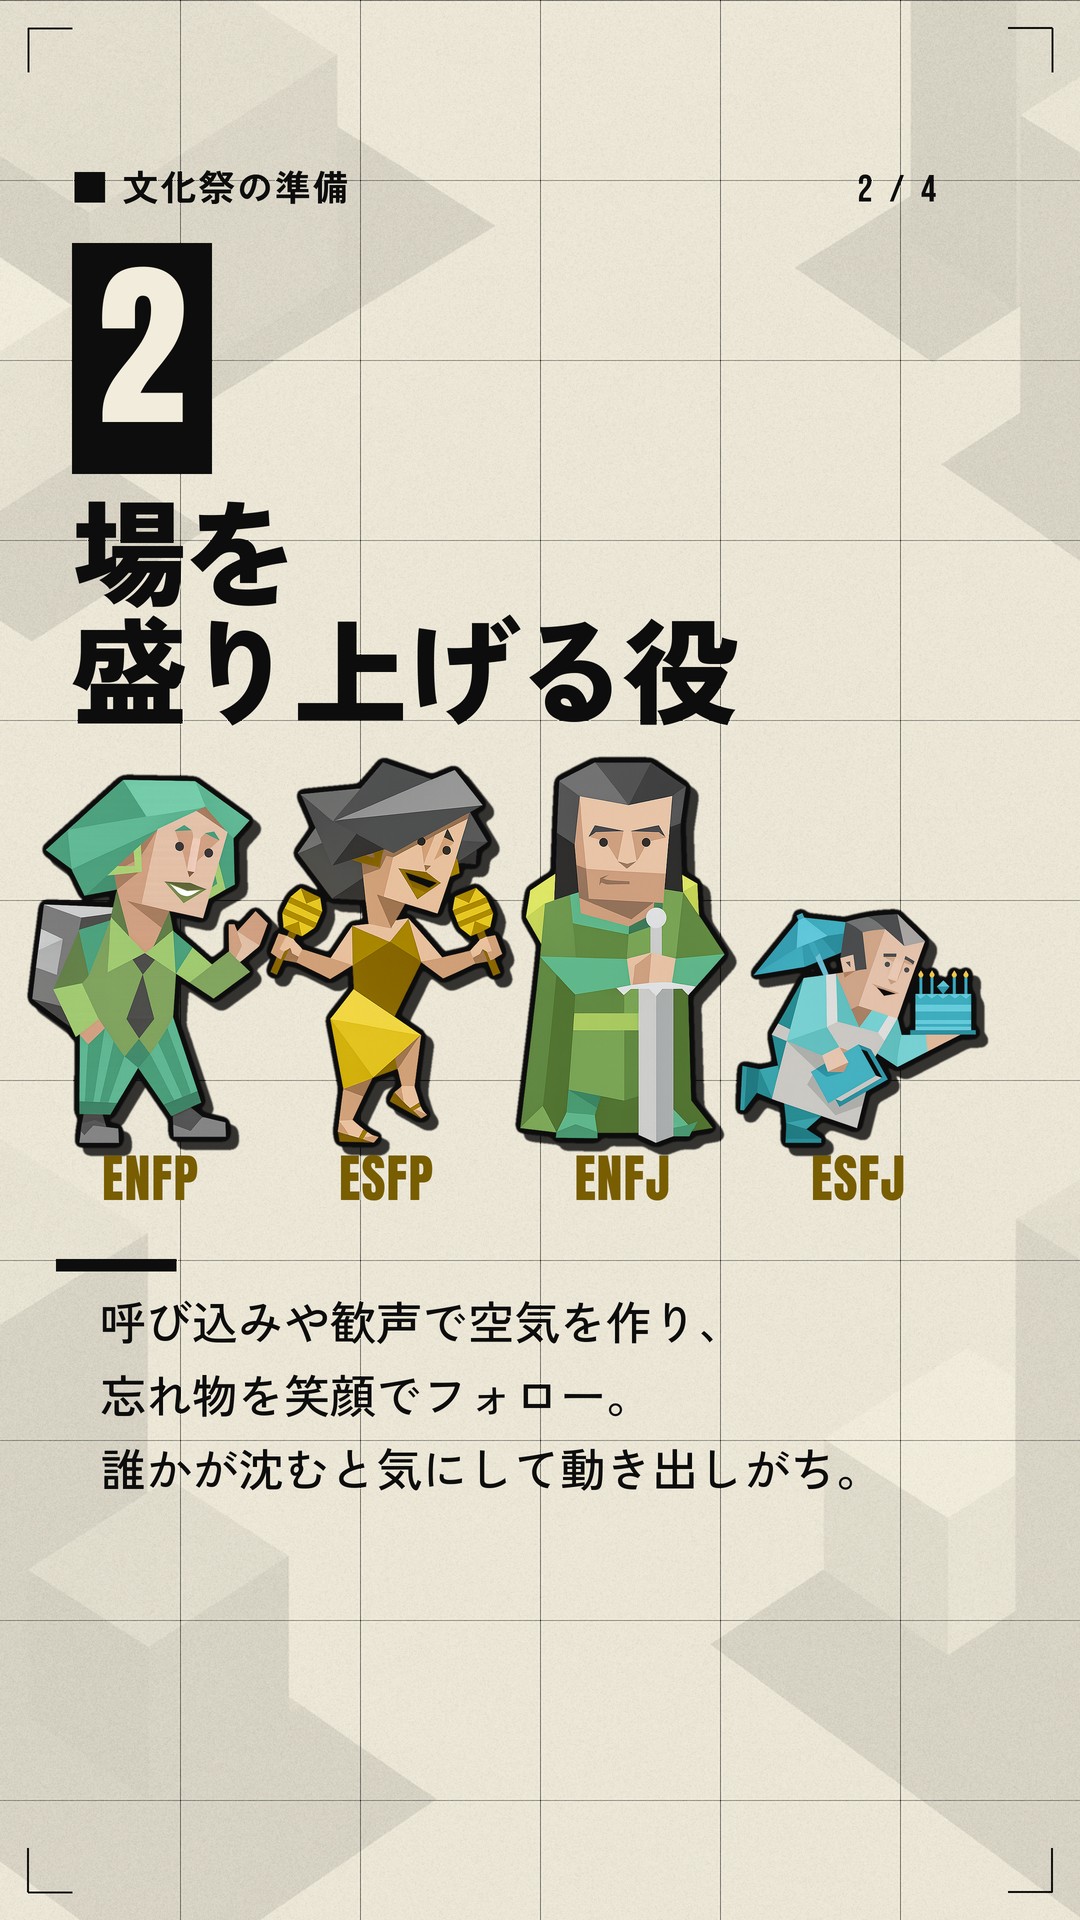 ■ 文化祭の準備
2 / 4
2
場を
盛り上げる役
ENFP ESFP ENFJ ESFJ
呼び込みや歓声で空気を作り、
忘れ物を笑顔でフォロー。
誰かが沈むと気にして動き出しがち。